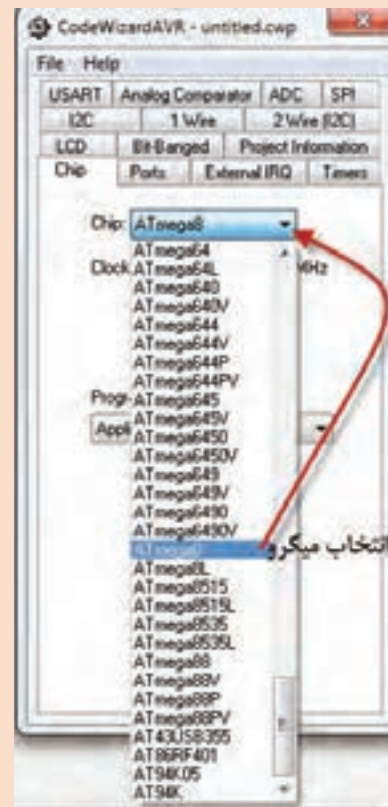 CodeWizardAVR - untitled.cwp
File Help
USART Analog Comparator ADC SPI
I2C 1 Wire 2 Wire (I2C)
LCD Bit-Banged Project Information
Chip Ports External IRQ Timers
Chip: ATmega8
ATmega64
Clock: ATmega64L MHz
ATmega640
ATmega640V
ATmega644
ATmega644V
ATmega644P
ATmega644PV
Progr ATmega645
Appli ATmega645V
ATmega6450
ATmega6450V
ATmega649
ATmega649V
ATmega6490
ATmega6490V
ATmega8 انتخاب میکرو
ATmega8L
ATmega8515
ATmega8515L
ATmega8535
ATmega8535L
ATmega88
ATmega88V
ATmega88P
ATmega88PV
AT43USB355
AT86RF401
AT94K05
AT94K